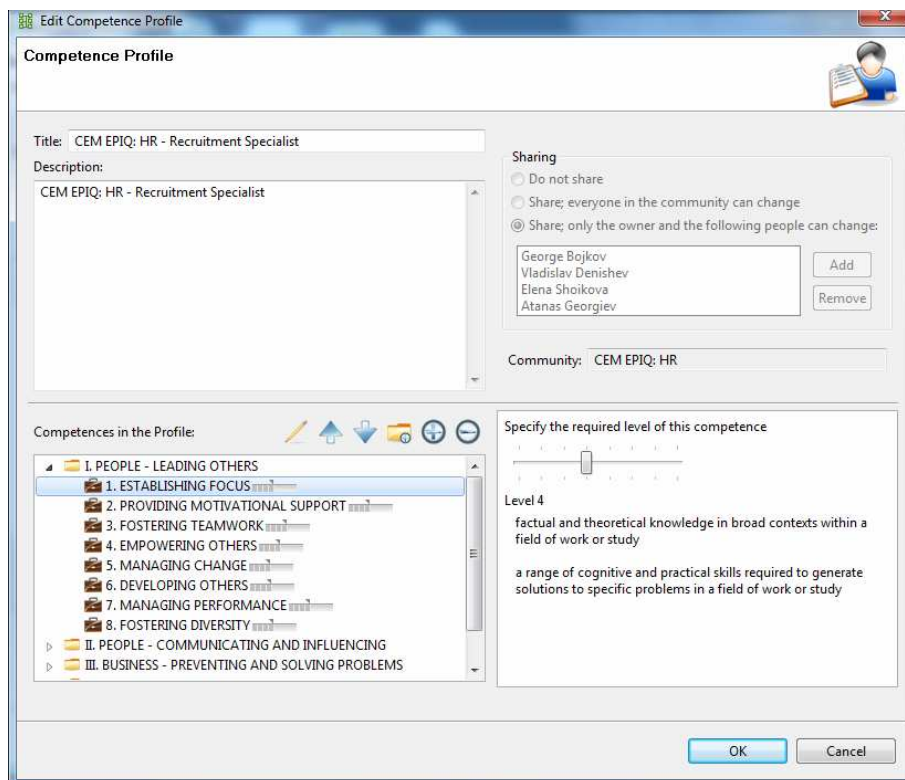 Edit Competence Profile
X
Competence Profile
Title: CEM EPIQ: HR - Recruitment Specialist
Description:
CEM EPIQ: HR - Recruitment Specialist
Sharing
Do not share
Share; everyone in the community can change
Share; only the owner and the following people can change:
George Bojkov
Vladislav Denishev
Elena Shoikova
Atanas Georgiev
Add
Remove
Community: CEM EPIQ: HR
Competences in the Profile:
I. PEOPLE - LEADING OTHERS
1. ESTABLISHING FOCUS
2. PROVIDING MOTIVATIONAL SUPPORT
3. FOSTERING TEAMWORK
4. EMPOWERING OTHERS
5. MANAGING CHANGE
6. DEVELOPING OTHERS
7. MANAGING PERFORMANCE
8. FOSTERING DIVERSITY
II. PEOPLE - COMMUNICATING AND INFLUENCING
III. BUSINESS - PREVENTING AND SOLVING PROBLEMS
Specify the required level of this competence
Level 4
factual and theoretical knowledge in broad contexts within a
field of work or study
a range of cognitive and practical skills required to generate
solutions to specific problems in a field of work or study
OK
Cancel